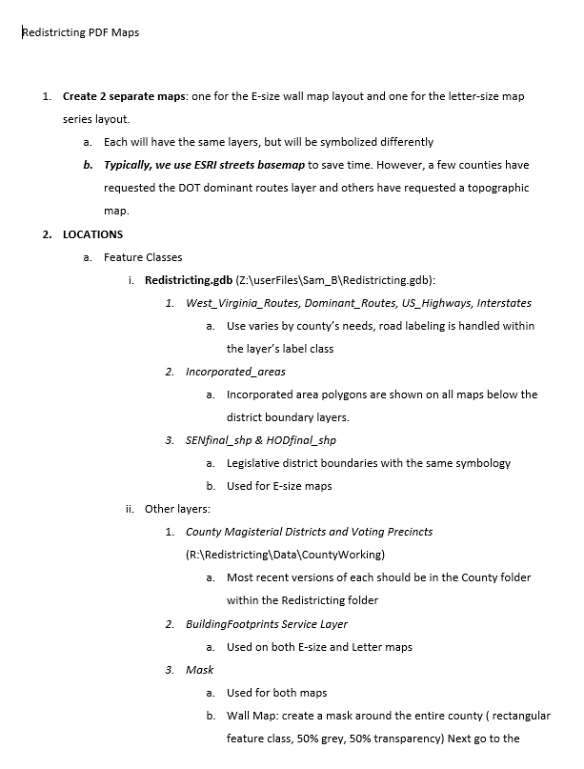 Redistricting PDF Maps
1. Create 2 separate maps: one for the E-size wall map layout and one for the letter-size map
series layout.
a. Each will have the same layers, but will be symbolized differently
b. Typically, we use ESRI streets basemap to save time. However, a few counties have
requested the DOT dominant routes layer and others have requested a topographic
map.
2. LOCATIONS
a. Feature Classes
i. Redistricting.gdb (Z:\userFiles\Sam_B\Redistricting.gdb):
1. West_Virginia_Routes, Dominant_Routes, US_Highways, Interstates
a. Use varies by county's needs, road labeling is handled within
the layer's label class
2. Incorporated_areas
a. Incorporated area polygons are shown on all maps below the
district boundary layers.
3. SENfinal_shp & HODfinal_shp
a. Legislative district boundaries with the same symbology
b. Used for E-size maps
ii. Other layers:
1. County Magisterial Districts and Voting Precincts
(R:\Redistricting\Data\CountyWorking)
a. Most recent versions of each should be in the County folder
within the Redistricting folder
2. BuildingFootprints Service Layer
a. Used on both E-size and Letter maps
3. Mask
a. Used for both maps
b. Wall Map: create a mask around the entire county ( rectangular
feature class, 50% grey, 50% transparency) Next go to the